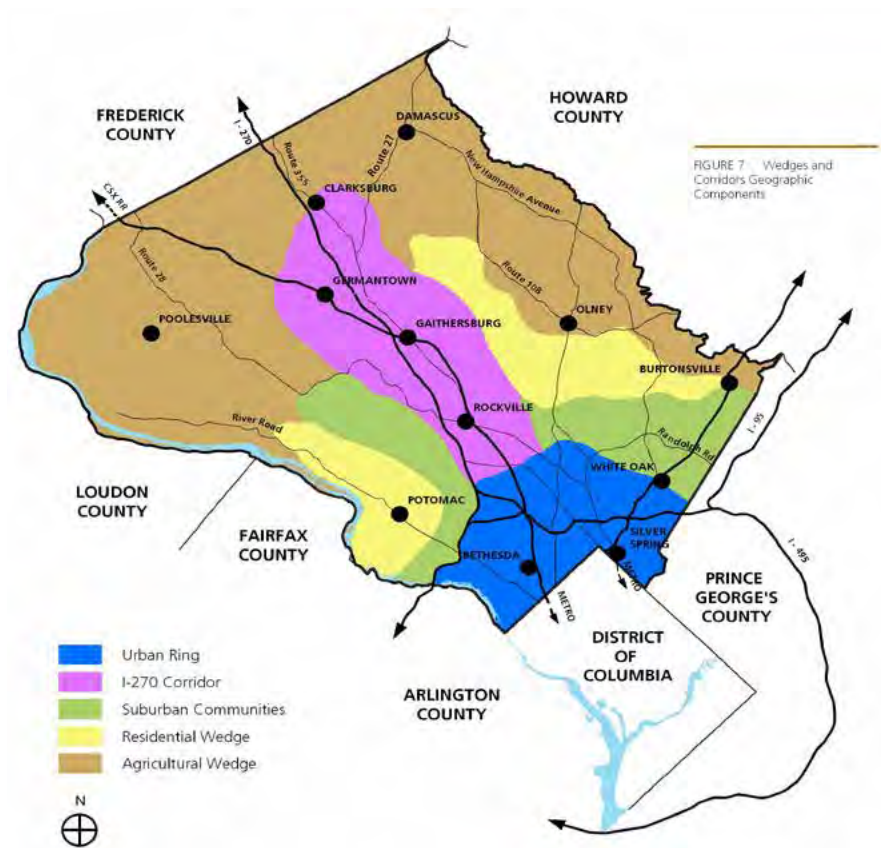 HOWARD
COUNTY
FREDERICK
COUNTY
DAMASCUS
I - 270
Route 355
Route 27
New Hampshire Avenue
FIGURE 7 Wedges and
Corridors Geographic
Components
CLARKSBURG
CSX RR
Route 28
GERMANTOWN
Route 108
OLNEY
POOLESVILLE
GAITHERSBURG
BURTONSVILLE
ROCKVILLE
I - 95
River Road
Randolph Rd
WHITE OAK
LOUDON
COUNTY
POTOMAC
FAIRFAX
COUNTY
SILVER
SPRING
I - 495
BETHESDA
METRO
METRO
PRINCE
GEORGE'S
COUNTY
DISTRICT
OF
COLUMBIA
ARLINGTON
COUNTY
Urban Ring
I-270 Corridor
Suburban Communities
Residential Wedge
Agricultural Wedge
N